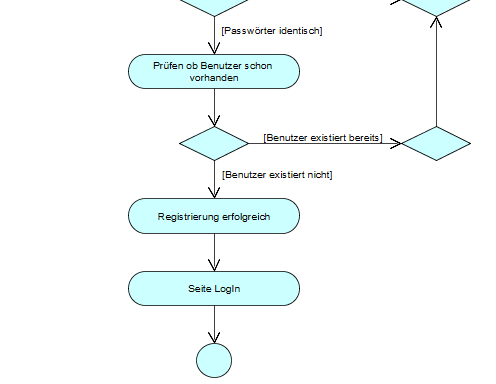 [Passwörter identisch]
Prüfen ob Benutzer schon
vorhanden
[Benutzer existiert bereits]
[Benutzer existiert nicht]
Registrierung erfolgreich
Seite LogIn